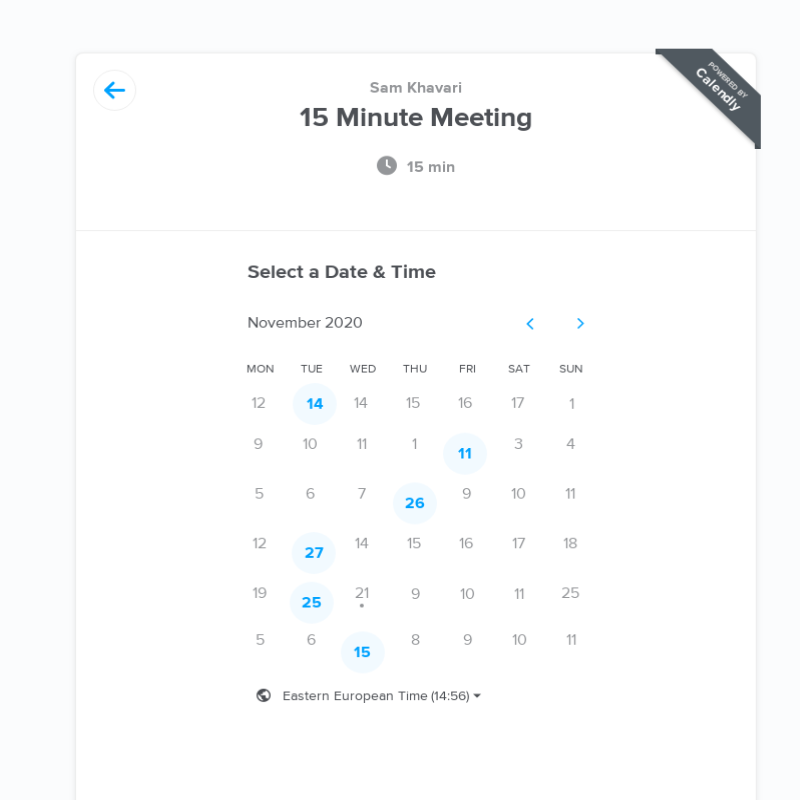 POWERED BY
Calendly
Sam Khavari
15 Minute Meeting
15 min
Select a Date & Time
November 2020
MON TUE WED THU FRI SAT SUN
12 14 14 15 16 17 1
9 10 11 1 11 3 4
5 6 7 26 9 10 11
12 27 14 15 16 17 18
19 25 21 9 10 11 25
5 6 15 8 9 10 11
Eastern European Time (14:56)